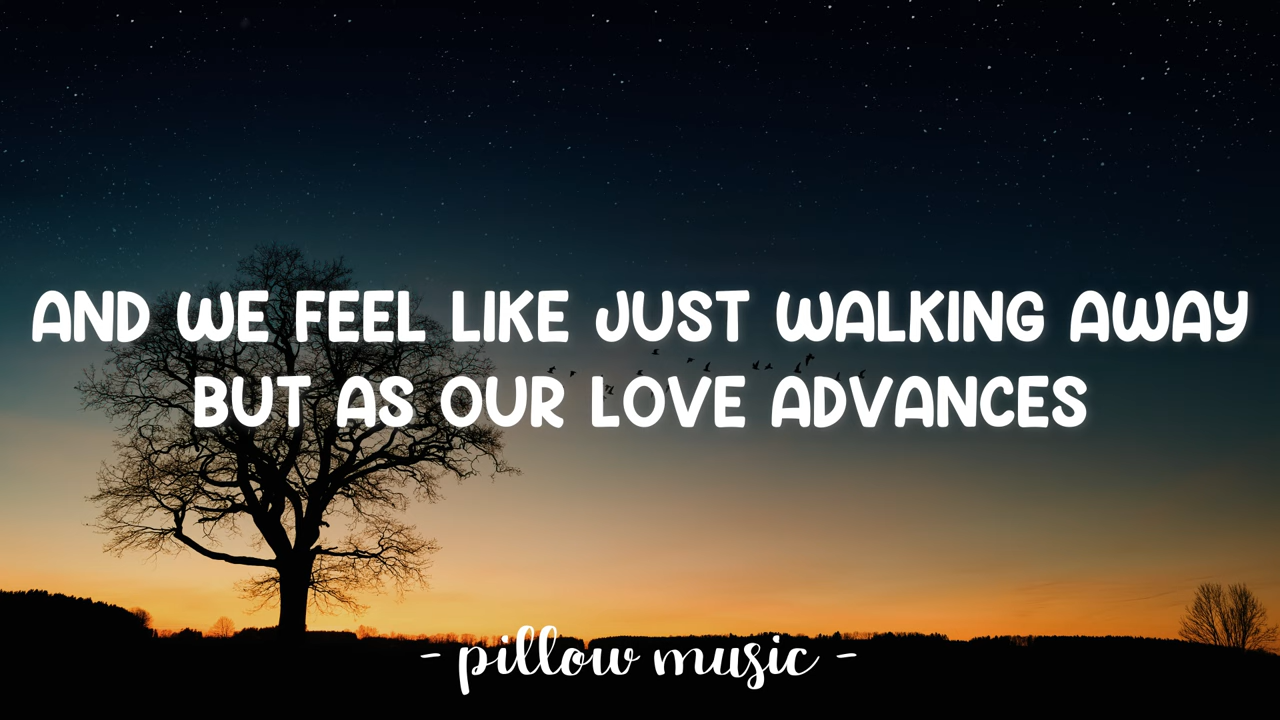 AND WE FEEL LIKE JUST WALKING AWAY
BUT AS OUR LOVE ADVANCES
- pillow music -